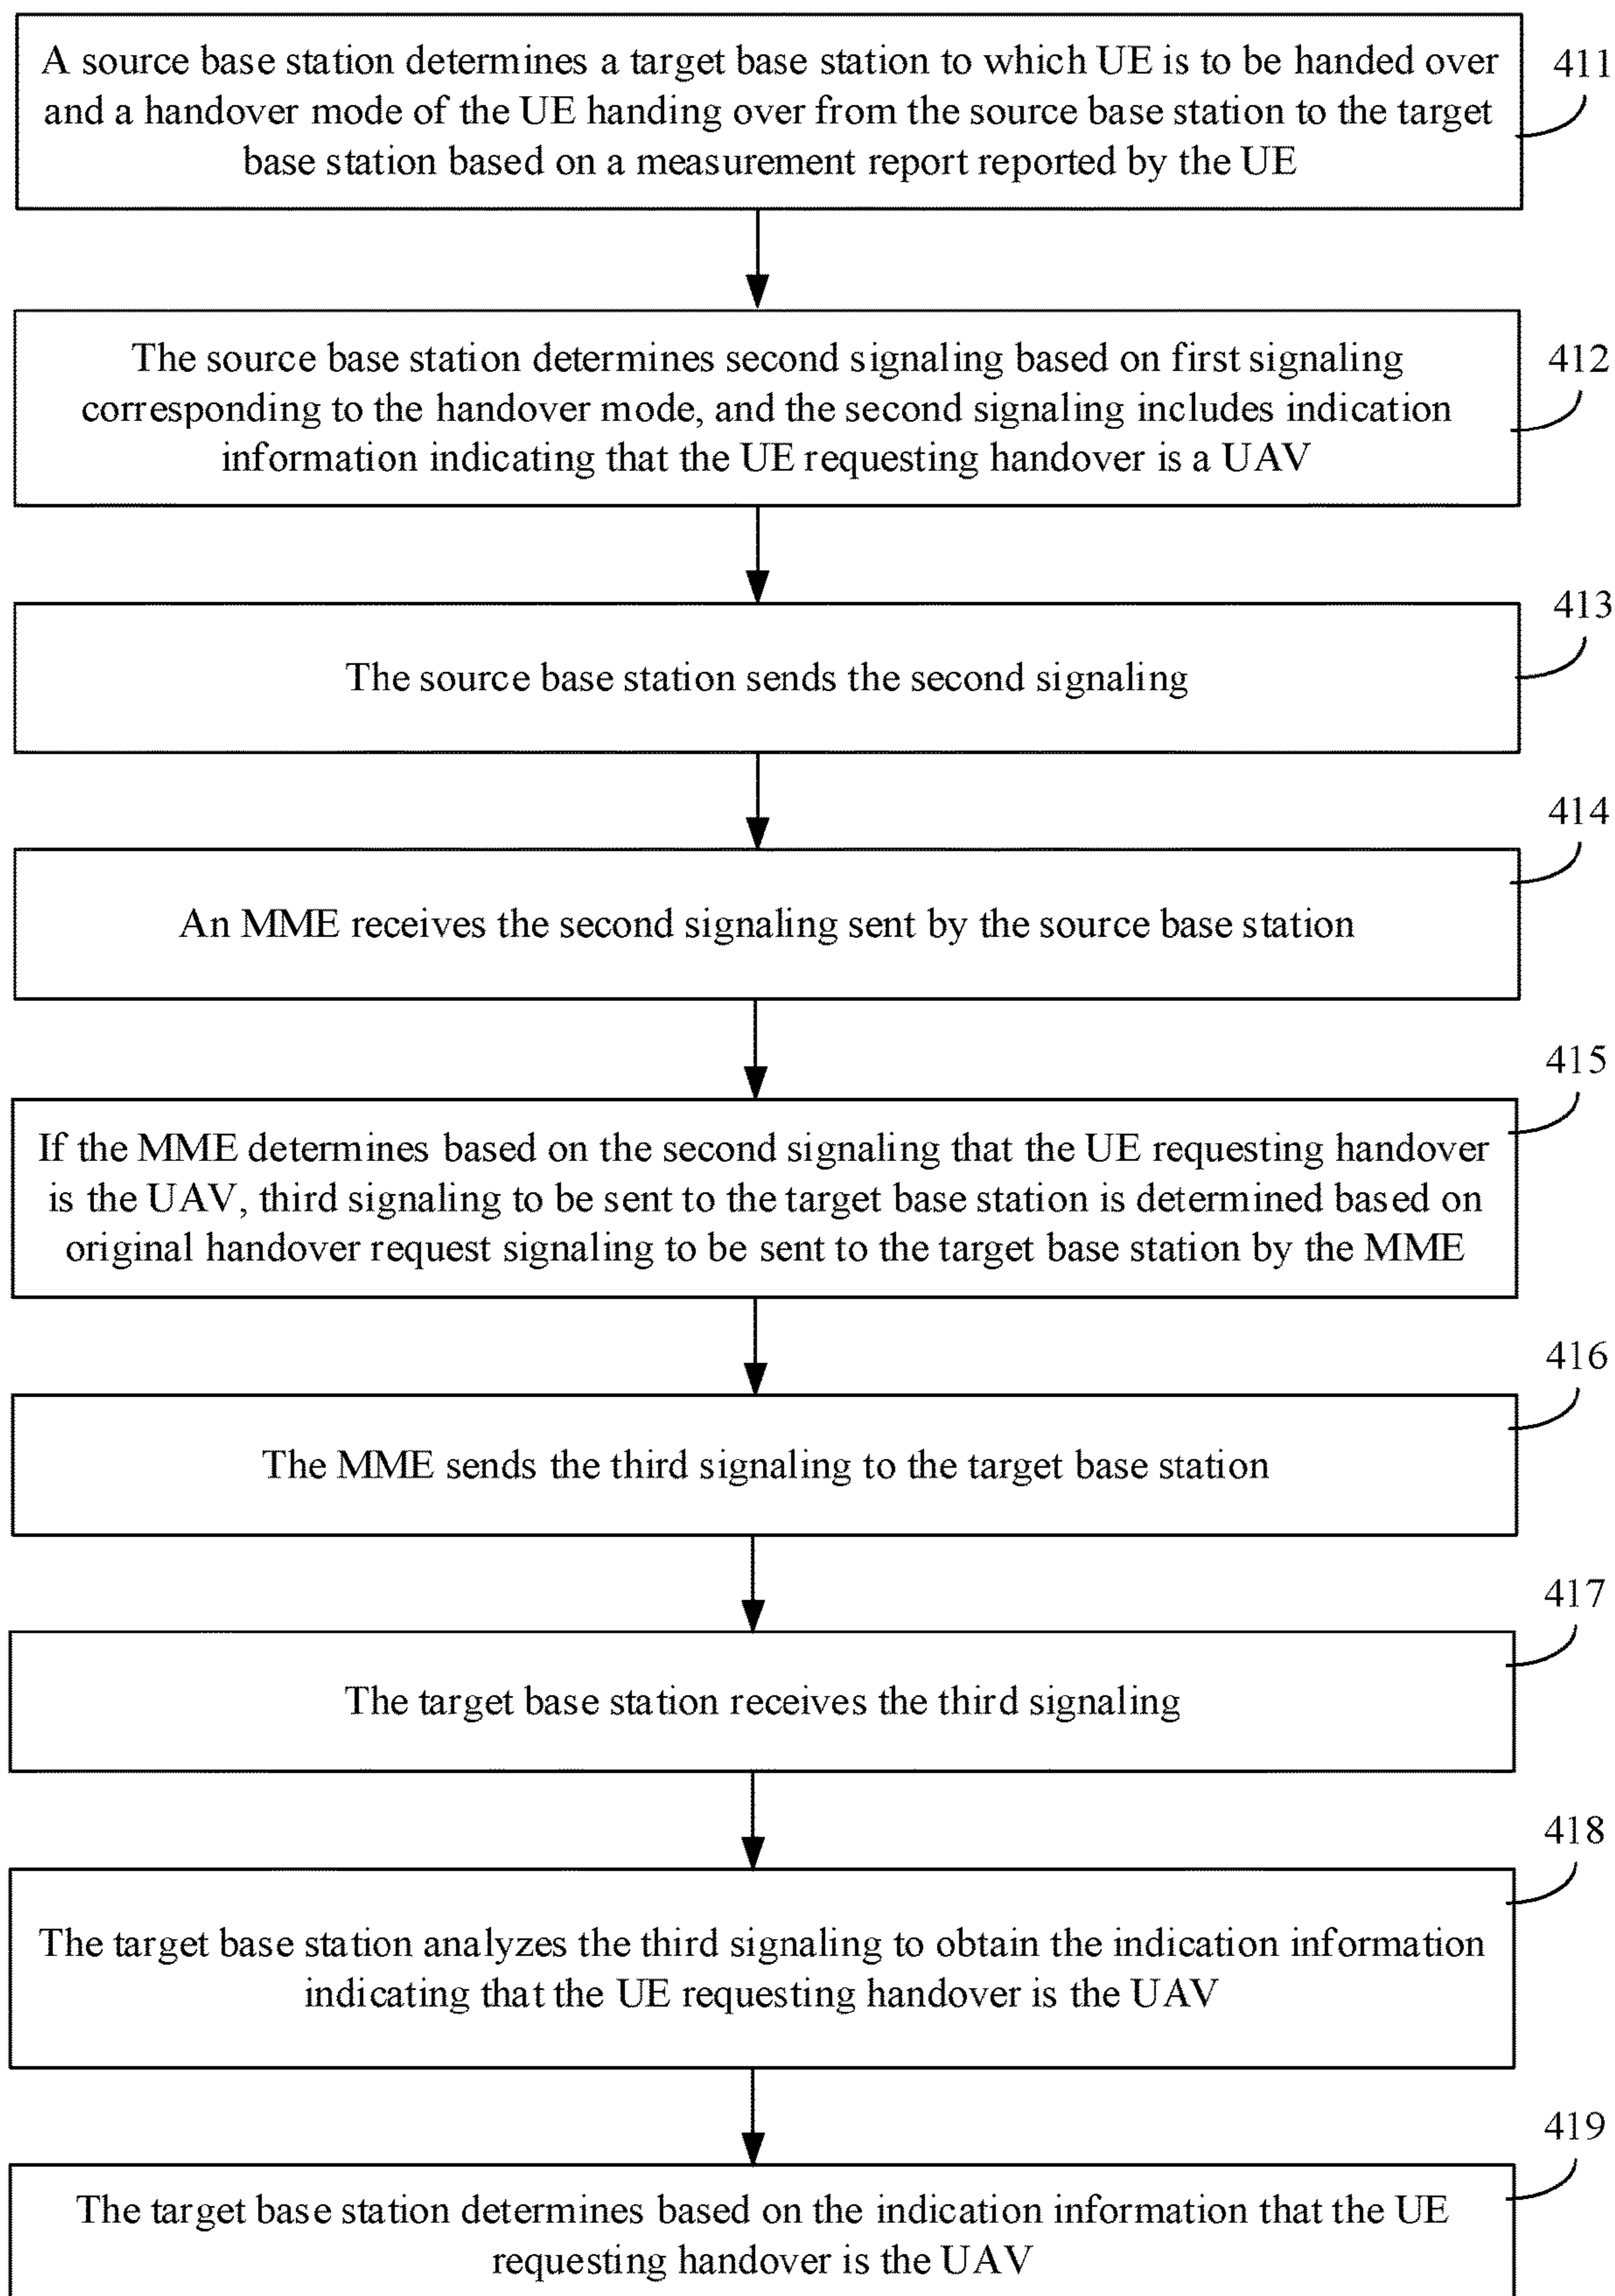 A source base station determines a target base station to which UE is to be handed over
and a handover mode of the UE handing over from the source base station to the target
base station based on a measurement report reported by the UE
411
The source base station determines second signaling based on first signaling
corresponding to the handover mode, and the second signaling includes indication
information indicating that the UE requesting handover is a UAV
412
The source base station sends the second signaling
413
An MME receives the second signaling sent by the source base station
414
If the MME determines based on the second signaling that the UE requesting handover
is the UAV, third signaling to be sent to the target base station is determined based on
original handover request signaling to be sent to the target base station by the MME
415
The MME sends the third signaling to the target base station
416
The target base station receives the third signaling
417
The target base station analyzes the third signaling to obtain the indication information
indicating that the UE requesting handover is the UAV
418
The target base station determines based on the indication information that the UE
requesting handover is the UAV
419